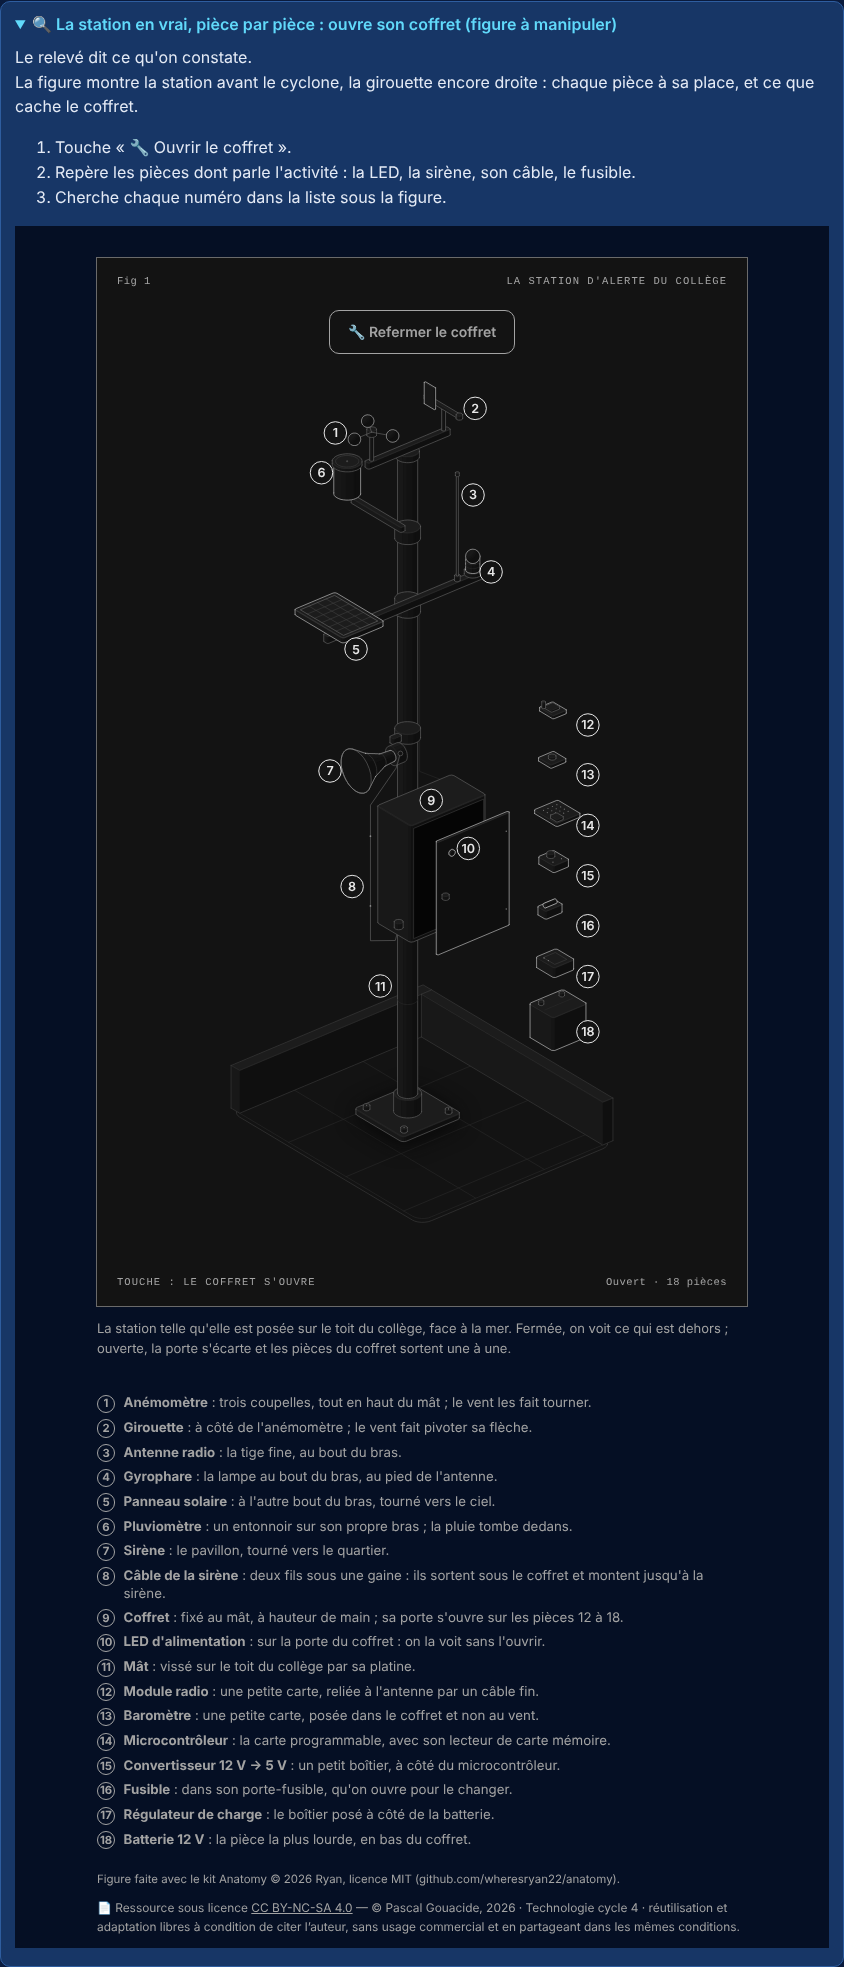 ▼ 🔍 La station en vrai, pièce par pièce : ouvre son coffret (figure à manipuler)
Le relevé dit ce qu'on constate.
La figure montre la station avant le cyclone, la girouette encore droite : chaque pièce à sa place, et ce que
cache le coffret.
1. Touche « 🔧 Ouvrir le coffret ».
2. Repère les pièces dont parle l'activité : la LED, la sirène, son câble, le fusible.
3. Cherche chaque numéro dans la liste sous la figure.
Fig 1
LA STATION D'ALERTE DU COLLÈGE
🔧 Refermer le coffret
2
1
6
3
4
5
12
7
13
9
14
10
15
8
16
17
11
18
TOUCHE : LE COFFRET S'OUVRE
Ouvert · 18 pièces
La station telle qu'elle est posée sur le toit du collège, face à la mer. Fermée, on voit ce qui est dehors ;
ouverte, la porte s'écarte et les pièces du coffret sortent une à une.
1 Anémomètre : trois coupelles, tout en haut du mât ; le vent les fait tourner.
2 Girouette : à côté de l'anémomètre ; le vent fait pivoter sa flèche.
3 Antenne radio : la tige fine, au bout du bras.
4 Gyrophare : la lampe au bout du bras, au pied de l'antenne.
5 Panneau solaire : à l'autre bout du bras, tourné vers le ciel.
6 Pluviomètre : un entonnoir sur son propre bras ; la pluie tombe dedans.
7 Sirène : le pavillon, tourné vers le quartier.
8 Câble de la sirène : deux fils sous une gaine : ils sortent sous le coffret et montent jusqu'à la
sirène.
9 Coffret : fixé au mât, à hauteur de main ; sa porte s'ouvre sur les pièces 12 à 18.
10 LED d'alimentation : sur la porte du coffret : on la voit sans l'ouvrir.
11 Mât : vissé sur le toit du collège par sa platine.
12 Module radio : une petite carte, reliée à l'antenne par un câble fin.
13 Baromètre : une petite carte, posée dans le coffret et non au vent.
14 Microcontrôleur : la carte programmable, avec son lecteur de carte mémoire.
15 Convertisseur 12 V → 5 V : un petit boîtier, à côté du microcontrôleur.
16 Fusible : dans son porte-fusible, qu'on ouvre pour le changer.
17 Régulateur de charge : le boîtier posé à côté de la batterie.
18 Batterie 12 V : la pièce la plus lourde, en bas du coffret.
Figure faite avec le kit Anatomy © 2026 Ryan, licence MIT (github.com/wheresryan22/anatomy).
📄 Ressource sous licence CC BY-NC-SA 4.0 — © Pascal Gouacide, 2026 · Technologie cycle 4 · réutilisation et
adaptation libres à condition de citer l'auteur, sans usage commercial et en partageant dans les mêmes conditions.